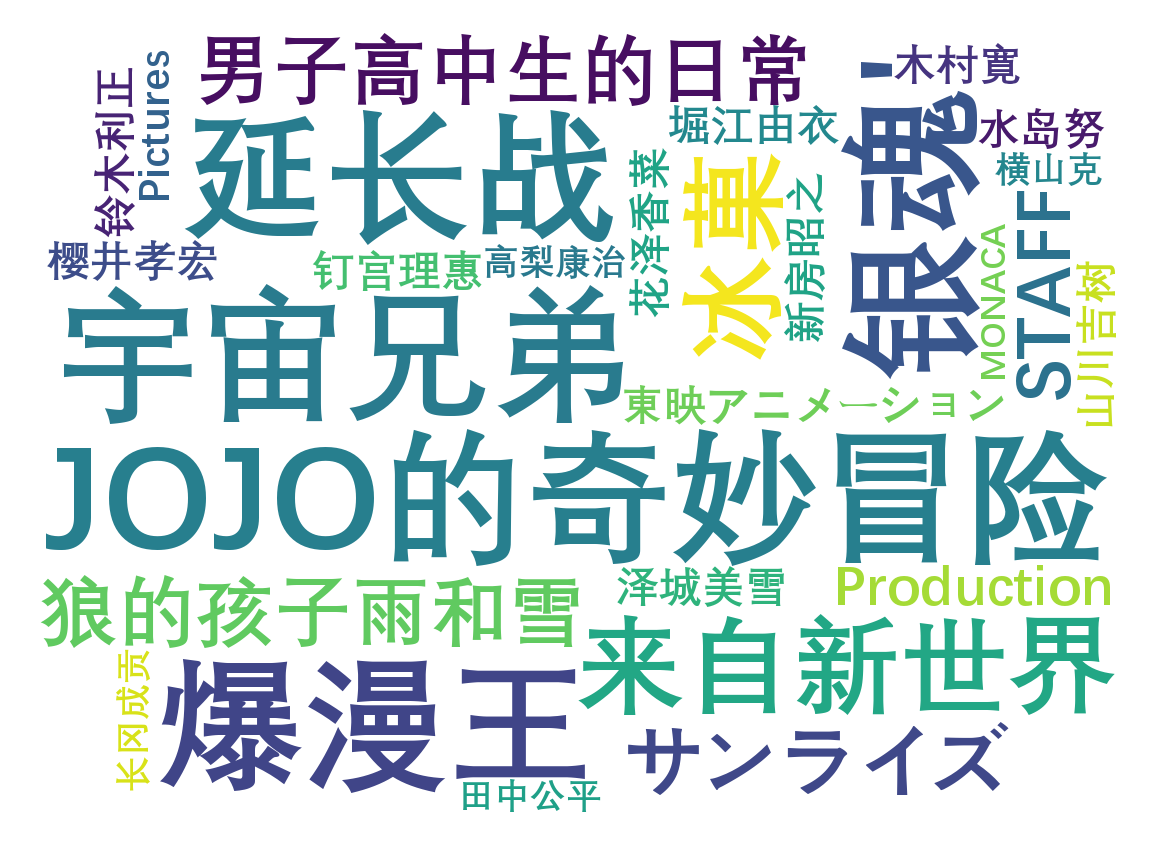 男子高中生的日常
银魂'
木村寛
铃木利正
Pictures
延长战
堀江由衣
水岛努
横山克
花泽香菜
冰菓
新房昭之
STAFF
MONACA
樱井孝宏
钉宫理惠
高梨康治
山川吉树
宇宙兄弟
東映アニメーション
JOJO的奇妙冒险
狼的孩子雨和雪
泽城美雪
Production
来自新世界
长冈成贡
爆漫王
サンライズ
田中公平